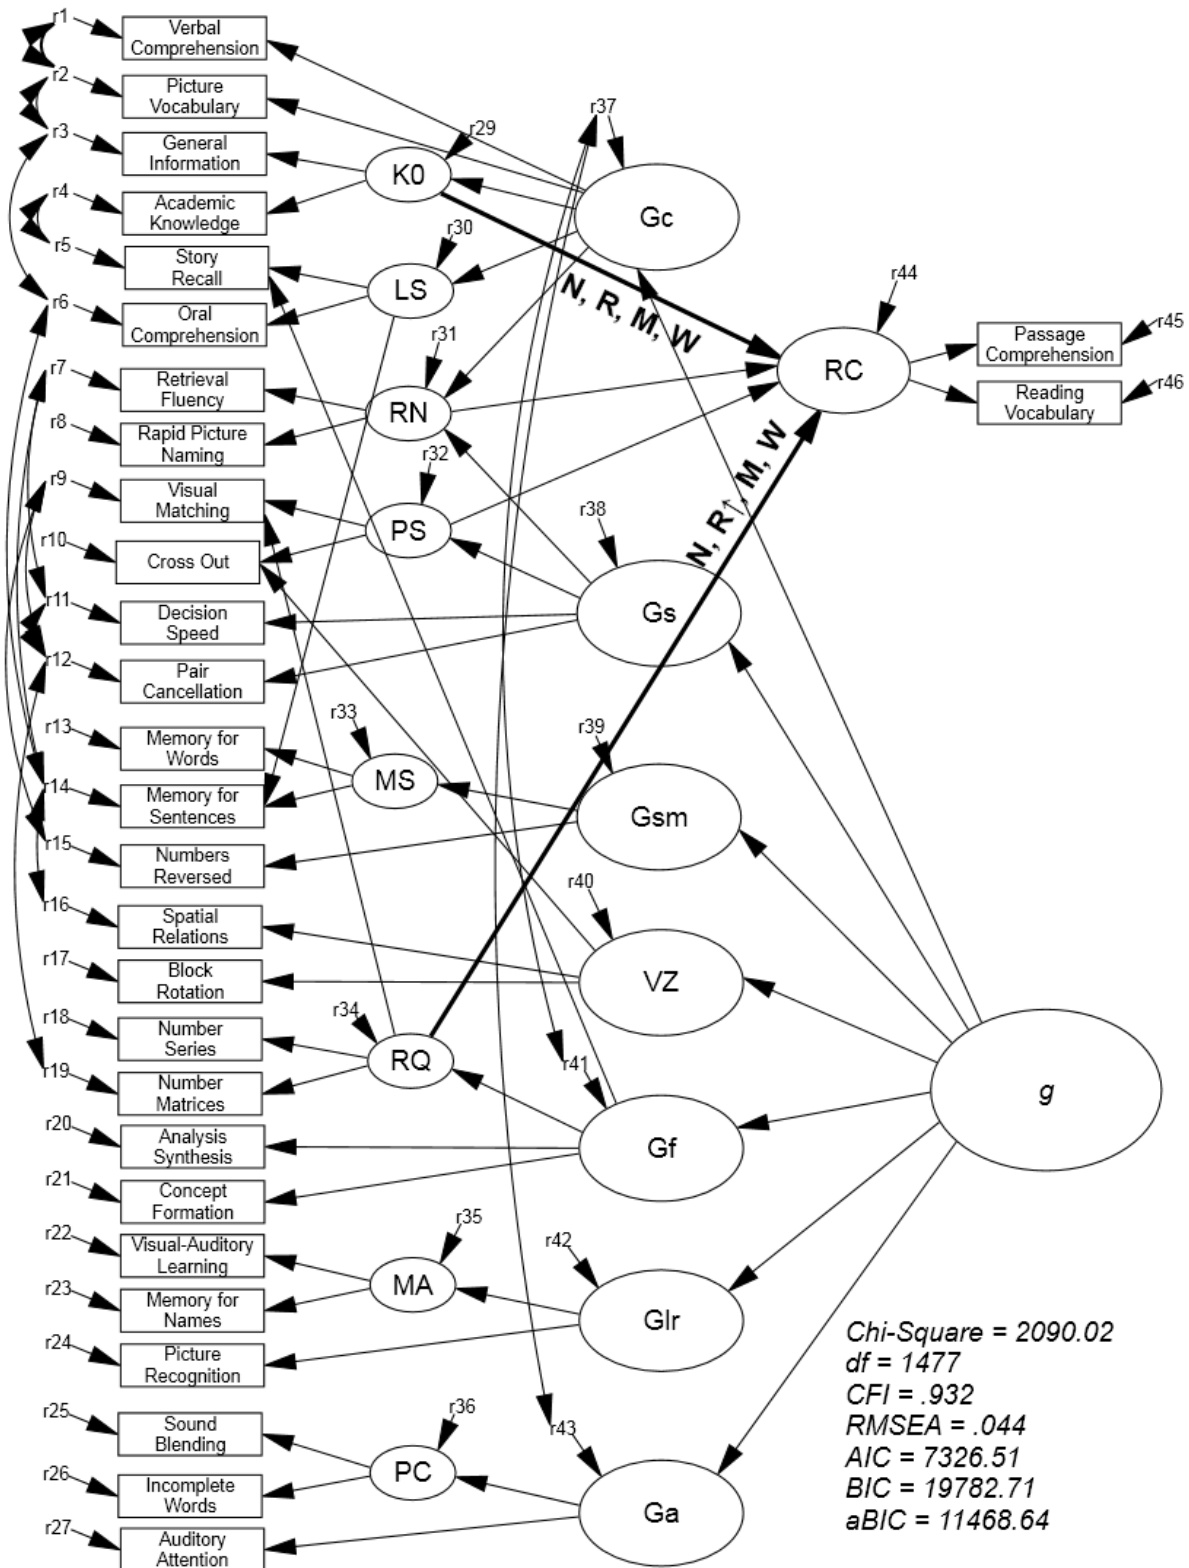 r1
Verbal
Comprehension
r2
Picture
Vocabulary
r3
General
Information
r4
Academic
Knowledge
r5
Story
Recall
r6
Oral
Comprehension
r7
Retrieval
Fluency
r8
Rapid Picture
Naming
r9
Visual
Matching
r10
Cross Out
r11
Decision
Speed
r12
Pair
Cancellation
r13
Memory for
Words
r14
Memory for
Sentences
r15
Numbers
Reversed
r16
Spatial
Relations
r17
Block
Rotation
r18
Number
Series
r19
Number
Matrices
r20
Analysis
Synthesis
r21
Concept
Formation
r22
Visual-Auditory
Learning
r23
Memory for
Names
r24
Picture
Recognition
r25
Sound
Blending
r26
Incomplete
Words
r27
Auditory
Attention
r29
K0
r30
LS
r31
RN
r32
PS
r33
MS
r34
RQ
r35
MA
r36
PC
r37
Gc
r38
Gs
r39
Gsm
r40
VZ
r41
Gf
r42
Glr
r43
Ga
N, R, M, W
N, R↑, M, W
r44
RC
r45
Passage
Comprehension
r46
Reading
Vocabulary
g
Chi-Square = 2090.02
df = 1477
CFI = .932
RMSEA = .044
AIC = 7326.51
BIC = 19782.71
aBIC = 11468.64